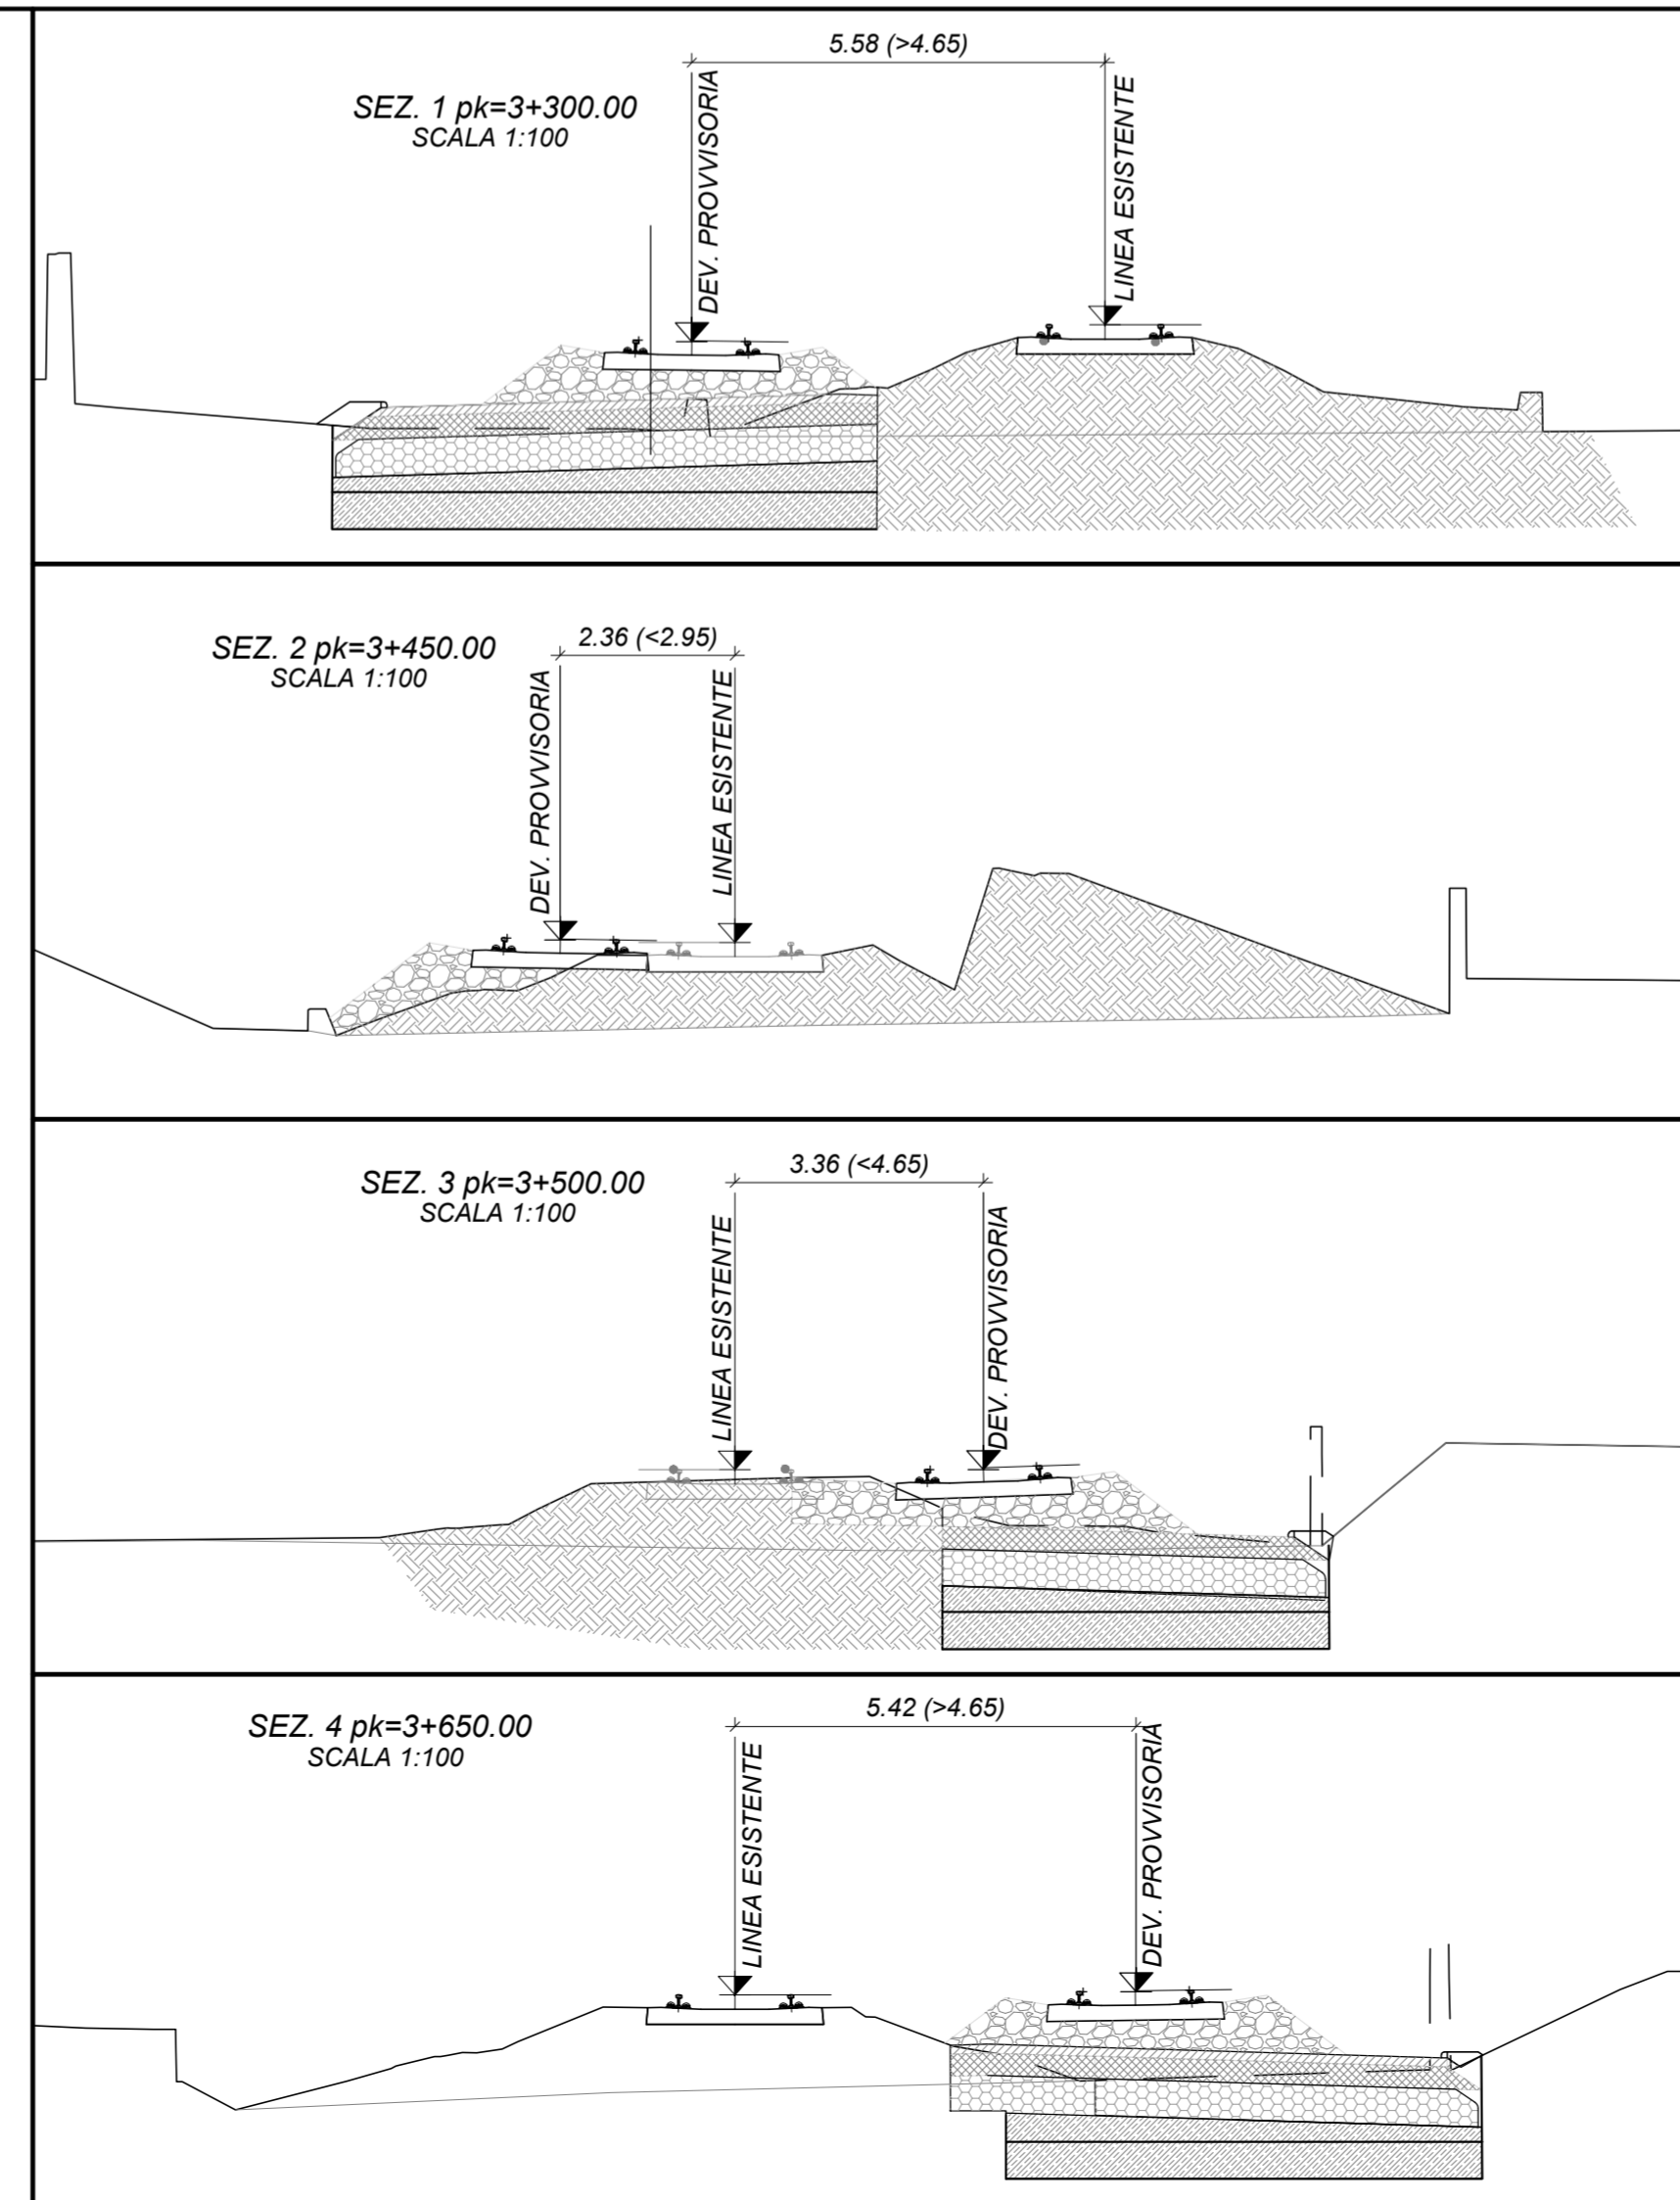 5.58 (>4.65)
SEZ. 1 pk=3+300.00
SCALA 1:100
DEV. PROVVISORIA
LINEA ESISTENTE
SEZ. 2 pk=3+450.00
SCALA 1:100
2.36 (<2.95)
DEV. PROVVISORIA
LINEA ESISTENTE
3.36 (<4.65)
SEZ. 3 pk=3+500.00
SCALA 1:100
LINEA ESISTENTE
DEV. PROVVISORIA
5.42 (>4.65)
SEZ. 4 pk=3+650.00
SCALA 1:100
LINEA ESISTENTE
DEV. PROVVISORIA